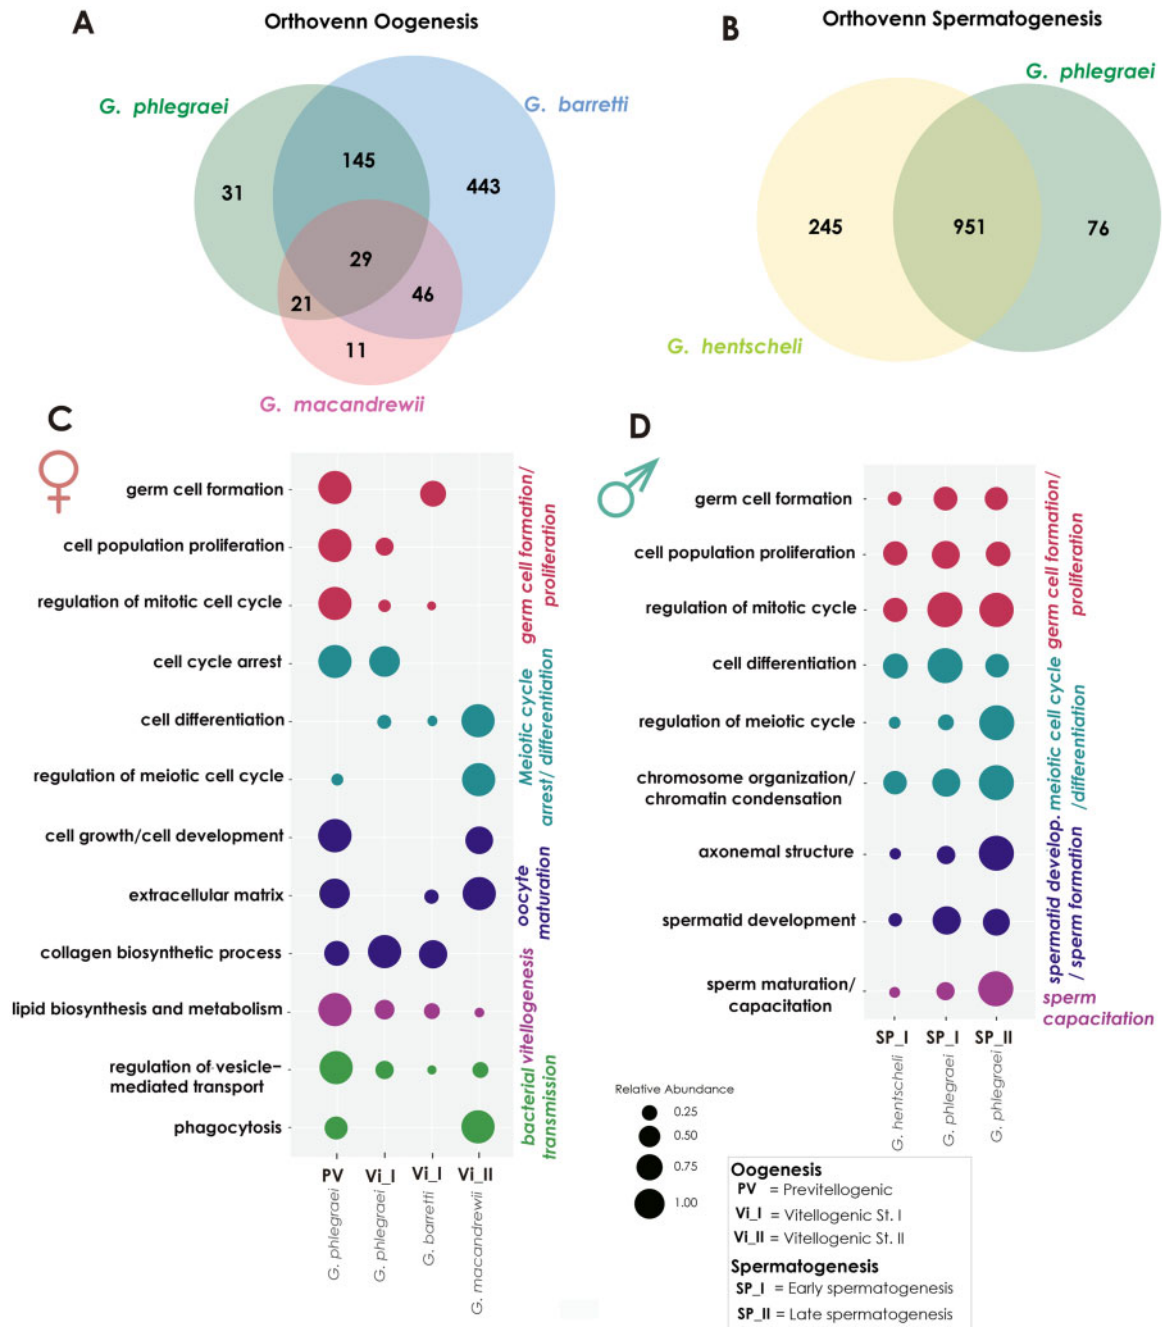 A
Orthovenn Oogenesis
G. phlegraei
G. barretti
145
31
443
29
21
46
11
G. macandrewii
B
Orthovenn Spermatogenesis
G. phlegraei
245
951
76
G. hentscheli
C
germ cell formation
cell population proliferation
regulation of mitotic cell cycle
cell cycle arrest
cell differentiation
regulation of meiotic cell cycle
cell growth/cell development
extracellular matrix
collagen biosynthetic process
lipid biosynthesis and metabolism
regulation of vesicle-
mediated transport
phagocytosis
germ cell formation/
proliferation
Meiotic cycle
arrest/ differentiation
oocyte
maturation
vitellogenesis
bacterial
transmission
PV
Vi_I
Vi_I
Vi_II
G. phlegraei
G. phlegraei
G. barretti
G. macandrewii
D
germ cell formation
cell population proliferation
regulation of mitotic cycle
cell differentiation
regulation of meiotic cycle
chromosome organization/
chromatin condensation
axonemal structure
spermatid development
sperm maturation/
capacitation
germ cell formation/
proliferation
meiotic cell cycle
/differentiation
spermatid develop.
/ sperm formation
sperm
capacitation
SP_I
SP_I
SP_II
G. hentscheli
G. phlegraei
G. phlegraei
Relative Abundance
0.25
0.50
0.75
1.00
Oogenesis
PV = Previtellogenic
Vi_I = Vitellogenic St. I
Vi_II = Vitellogenic St. II
Spermatogenesis
SP_I = Early spermatogenesis
SP_II = Late spermatogenesis